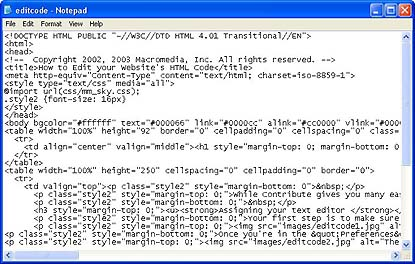 editcode - Notepad
File Edit Format View Help
<!DOCTYPE HTML PUBLIC "-//W3C//DTD HTML 4.01 Transitional//EN">
<html>
<head>
<!-- Copyright 2002, 2003 Macromedia, Inc. All rights reserved. -->
<title>How to Edit your Website's HTML Code</title>
<meta http-equiv="Content-Type" content="text/html; charset=iso-8859-1">
<style type="text/css" media="all">
@import url(css/mm_sky.css);
.style2 {font-size: 16px}
</style>
</head>
<body bgcolor="#ffffff" text="#000066" link="#0000cc" alink="#cc0000" vlink="#000
<table width="100%" height="92" border="0" cellpadding="0" cellspacing="0" class=
<tr>
<td align="center" valign="middle"><h1 style="margin-top: 0; margin-bottom: 0
</tr>
</table>
<table width="100%" height="250" cellspacing="0" cellpadding="0" border="0">
<tr>
<td valign="top"><p class="style2" style="margin-bottom: 0">&nbsp;</p>
<p class="style2" style="margin-top: 0;">While Contribute gives you many eas
<p class="style2" style="margin-top: 0;">&nbsp;</p>
<h3 style="margin-top: 0;"><u><strong>Assigning your text editor </strong><
<p class="style2" style="margin-top: 0;">Your first step is to make sure
<p class="style2" style="margin-top: 0;"><img src="images/editcode1.jpg" alt
<p class="style2" style="margin-top: 0;">Once you're in the &quot;Preferences&
<p class="style2" style="margin-top: 0;"><img src="images/editcode2.jpg" alt="The